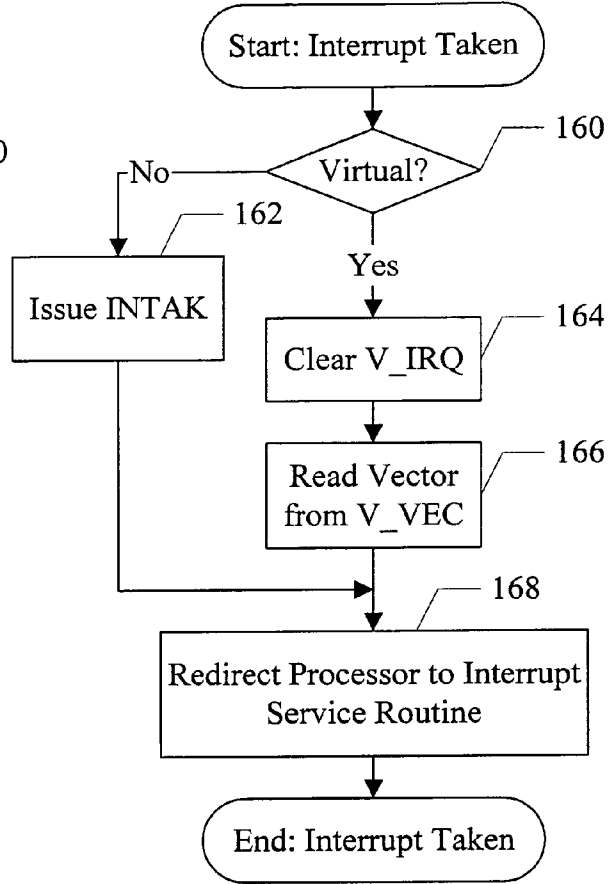 Start: Interrupt Taken
160
0
Virtual?
No
162
Yes
Issue INTAK
164
Clear V_IRQ
166
Read Vector
from V_VEC
168
Redirect Processor to Interrupt
Service Routine
End: Interrupt Taken